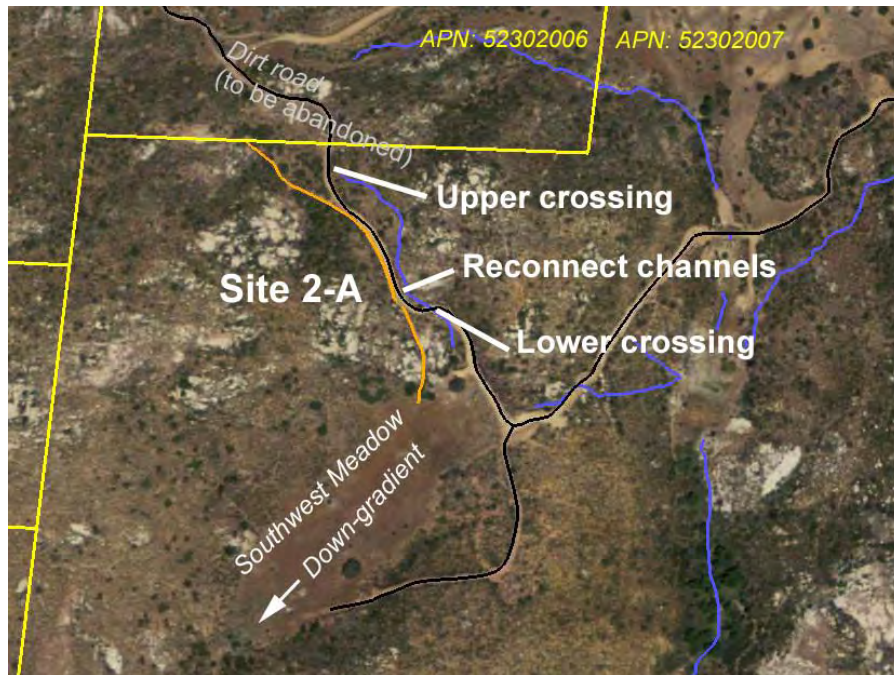 APN: 52302006
APN: 52302007
Dirt road
(to be abandoned)
Upper crossing
Reconnect channels
Site 2-A
Lower crossing
Southwest Meadow
Down-gradient